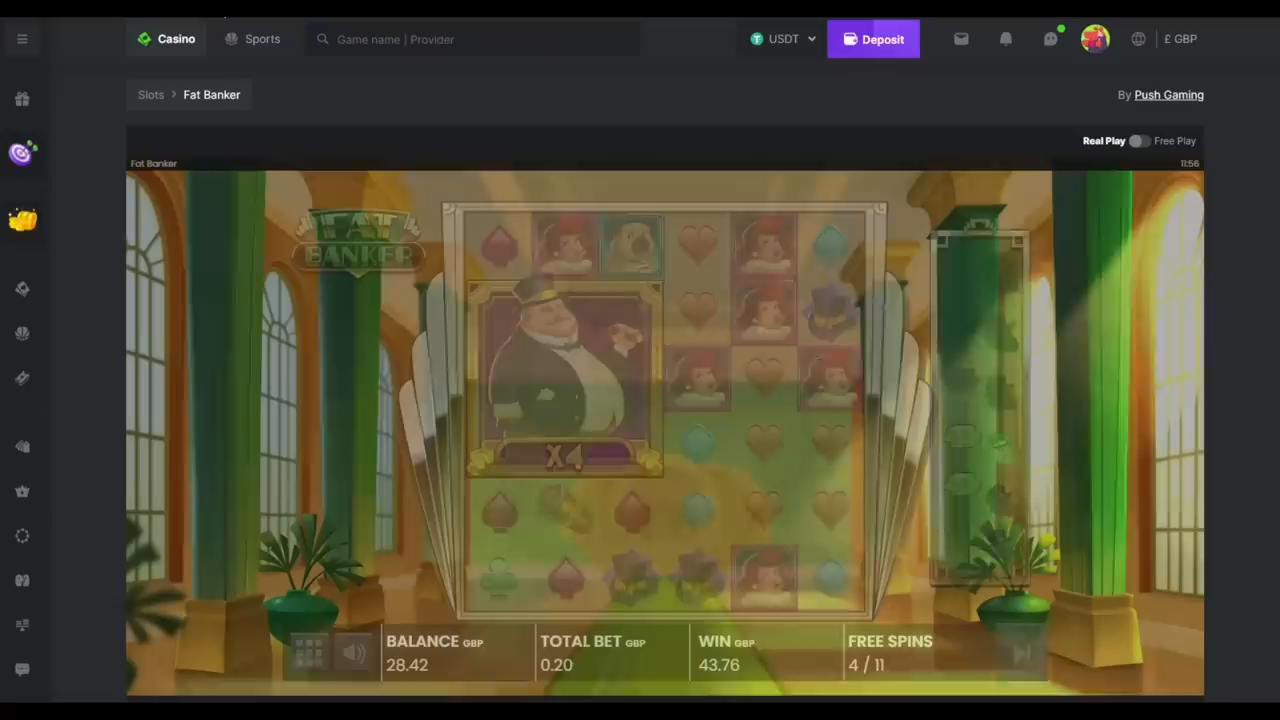 Casino
Sports
Game name | Provider
USDT
Deposit
£ GBP
Slots > Fat Banker
By Push Gaming
Real Play
Free Play
Fat Banker
11:56
FAT
BANKER
X4
BALANCE GBP
28.42
TOTAL BET GBP
0.20
WIN GBP
43.76
FREE SPINS
4 / 11